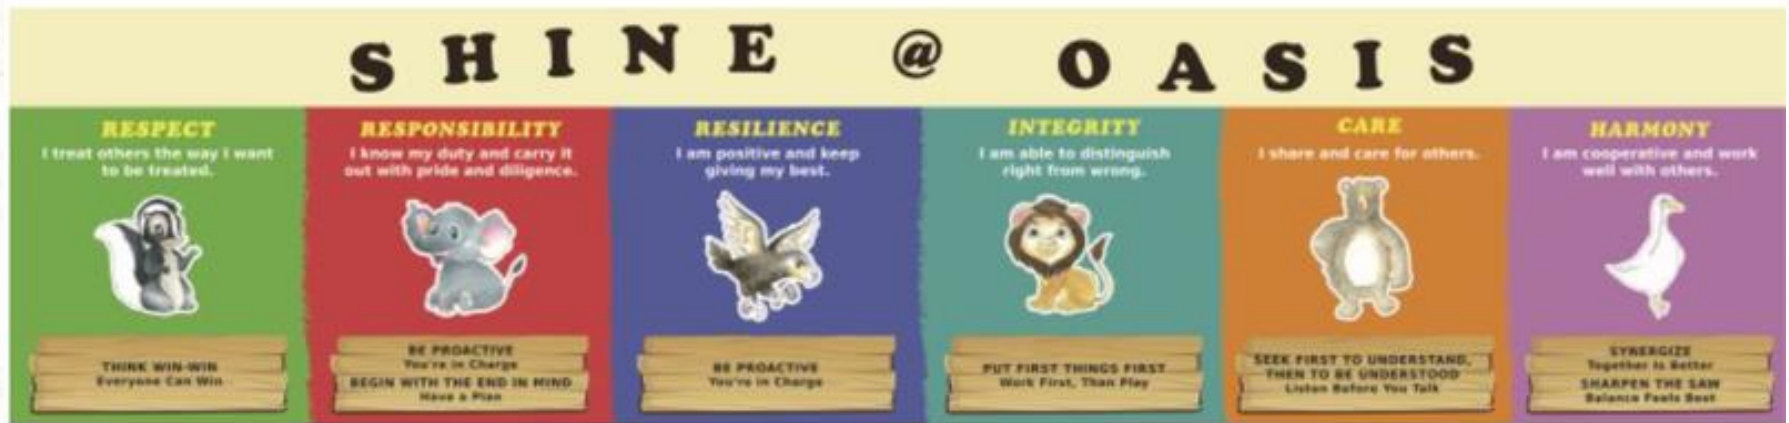 SHINE @ OASIS
RESPECT
I treat others the way I want
to be treated.
THINK WIN-WIN
Everyone Can Win
RESPONSIBILITY
I know my duty and carry it
out with pride and diligence.
BE PROACTIVE
You're in Charge
BEGIN WITH THE END IN MIND
Have a Plan
RESILIENCE
I am positive and keep
giving my best.
BE PROACTIVE
You're in Charge
INTEGRITY
I am able to distinguish
right from wrong.
PUT FIRST THINGS FIRST
Work First, Than Play
CARE
I share and care for others.
SEEK FIRST TO UNDERSTAND,
THEN TO BE UNDERSTOOD
Listen Before You Talk
HARMONY
I am cooperative and work
well with others.
SYNERGIZE
Together Is Better
SHARPEN THE SAW
Balance Feels Best